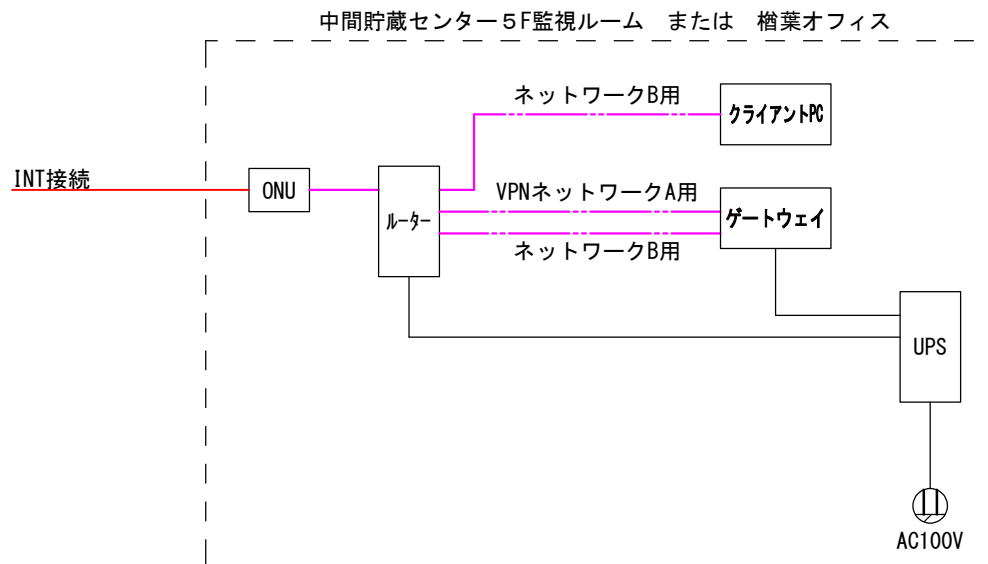 中間貯蔵センター５F監視ルーム　または　楢葉オフィス
ネットワークB用
クライアントPC
INT接続
ONU
ルーター
VPNネットワークA用
ゲートウェイ
ネットワークB用
UPS
AC100V